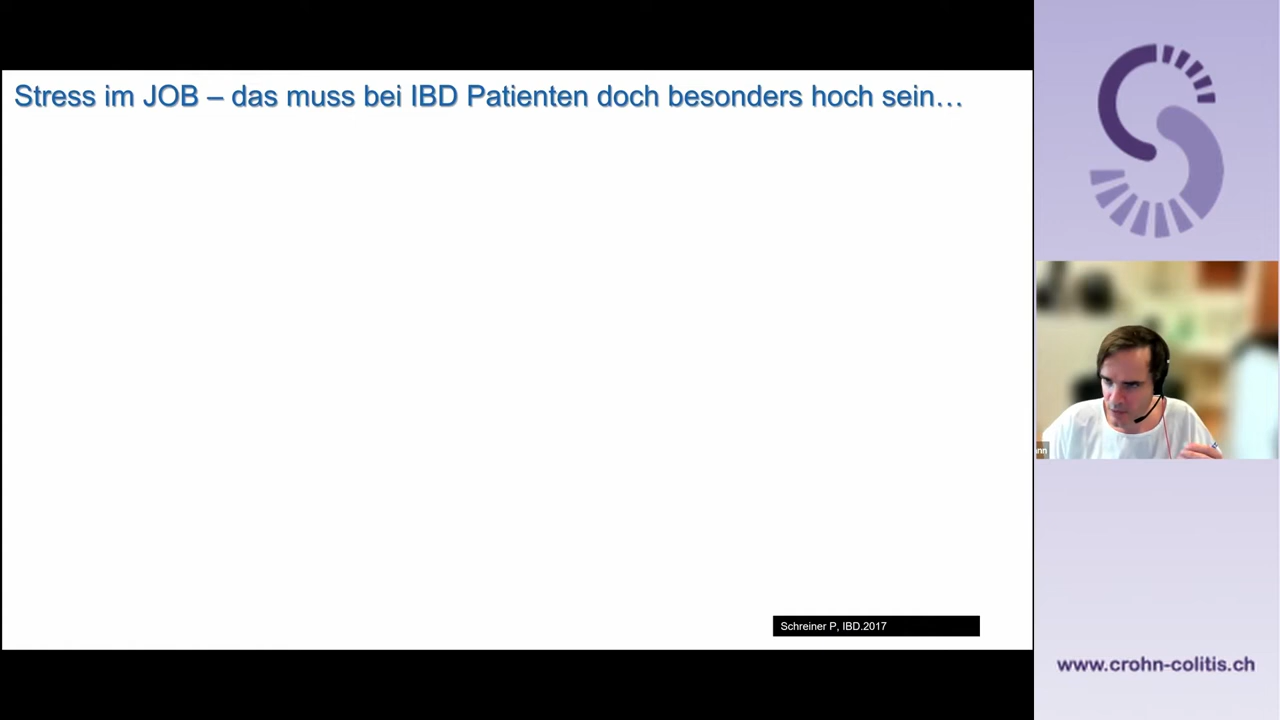 Stress im JOB – das muss bei IBD Patienten doch besonders hoch sein…
ann
Schreiner P, IBD.2017
www.crohn-colitis.ch